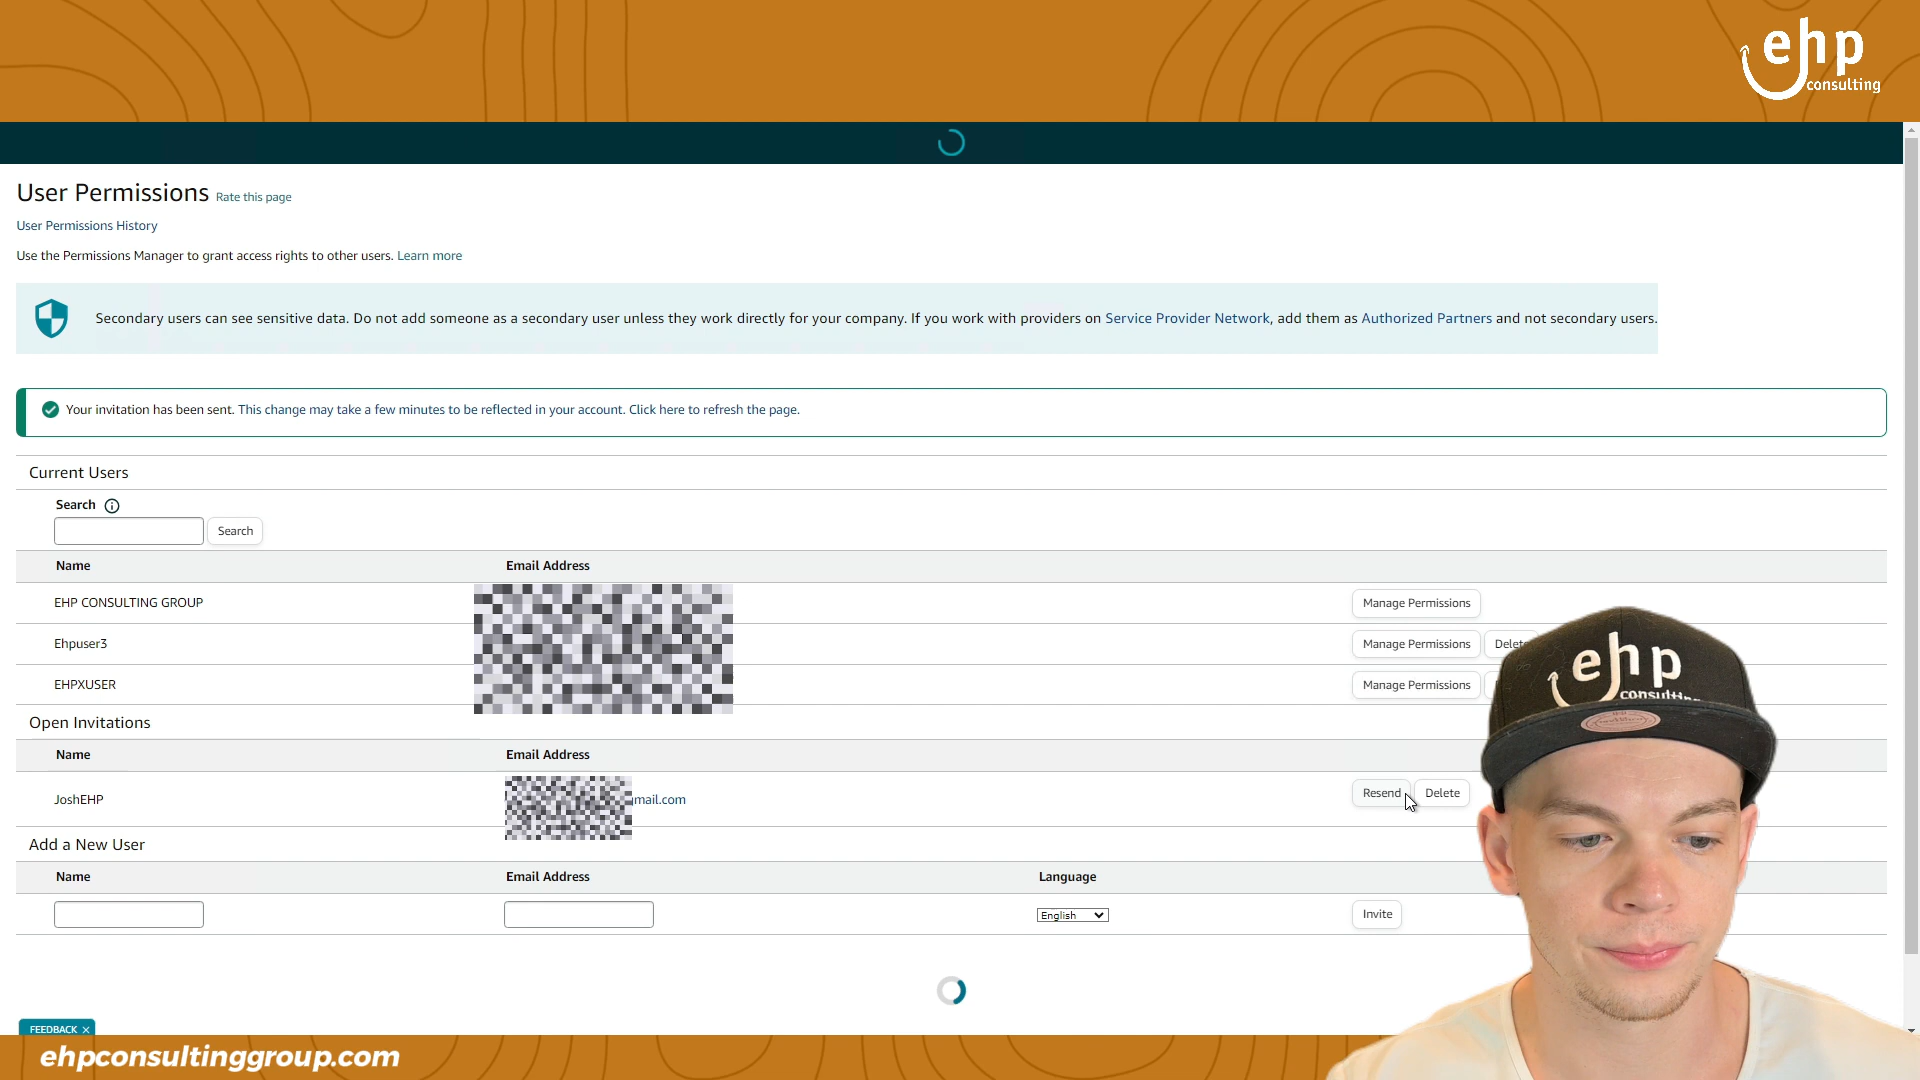 ehp
consulting
User Permissions Rate this page
User Permissions History
Use the Permissions Manager to grant access rights to other users. Learn more
Secondary users can see sensitive data. Do not add someone as a secondary user unless they work directly for your company. If you work with providers on Service Provider Network, add them as Authorized Partners and not secondary users.
Your invitation has been sent. This change may take a few minutes to be reflected in your account. Click here to refresh the page.
Current Users
Search
Search
Name Email Address
EHP CONSULTING GROUP Manage Permissions
Ehpuser3 Manage Permissions Delete
EHPXUSER Manage Permissions
Open Invitations
Name Email Address
JoshEHP mail.com Resend Delete
Add a New User
Name Email Address Language
English Invite
FEEDBACK X
ehp
consulting
ehpconsultinggroup.com